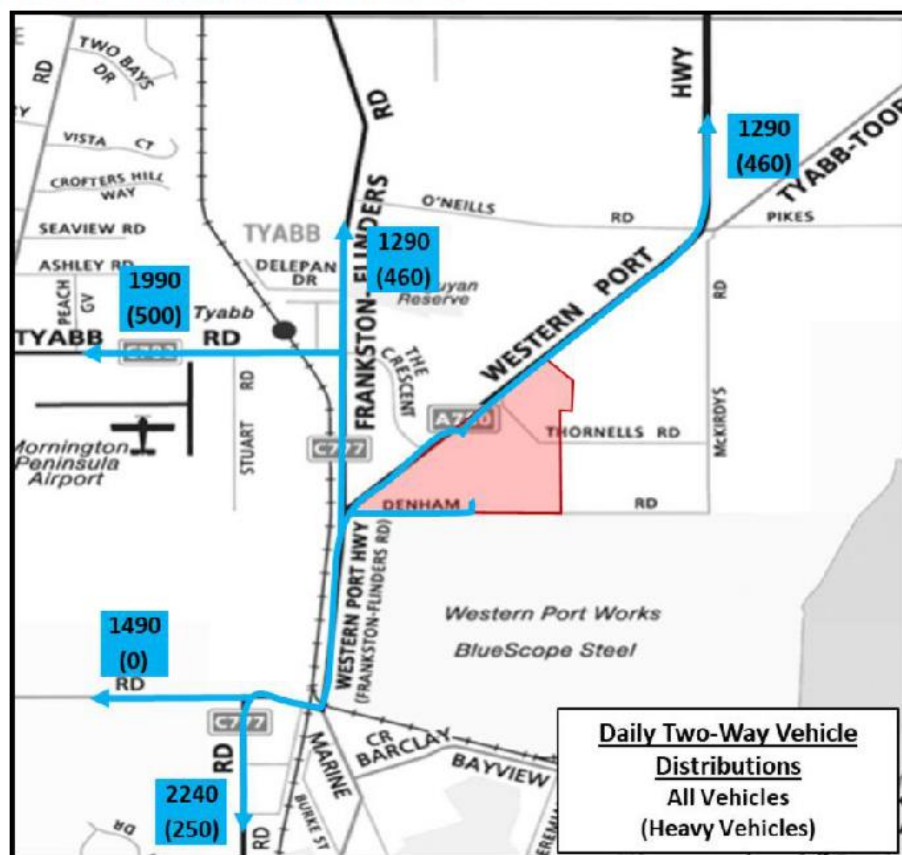 TWO BAYS
DR
RD
VISTA CT
CROFTERS HILL
WAY
SEAVIEW RD
ASHLEY RD
PEACH
GV
TYABB RD
1990
(500)
Tyabb
TYABB
DELEPAN
DR
FRANKSTON-FLINDERS
RD
1290
(460)
Reserve
O'NEILLS RD
PIKES
HWY
1290
(460)
WESTERN PORT
THE
CRESCENT
A780
C777
STUART
RD
Mornington
Peninsula
Airport
THORNELLS RD
McKIRDYS
RD
DENHAM RD
WESTERN PORT HWY
(FRANKSTON-FLINDERS RD)
Western Port Works
BlueScope Steel
1490
(0)
RD
C777
RD
2240
(250)
DR
RD
BURKE ST
MARINE
CR
BARCLAY
BAYVIEW
Daily Two-Way Vehicle
Distributions
All Vehicles
(Heavy Vehicles)